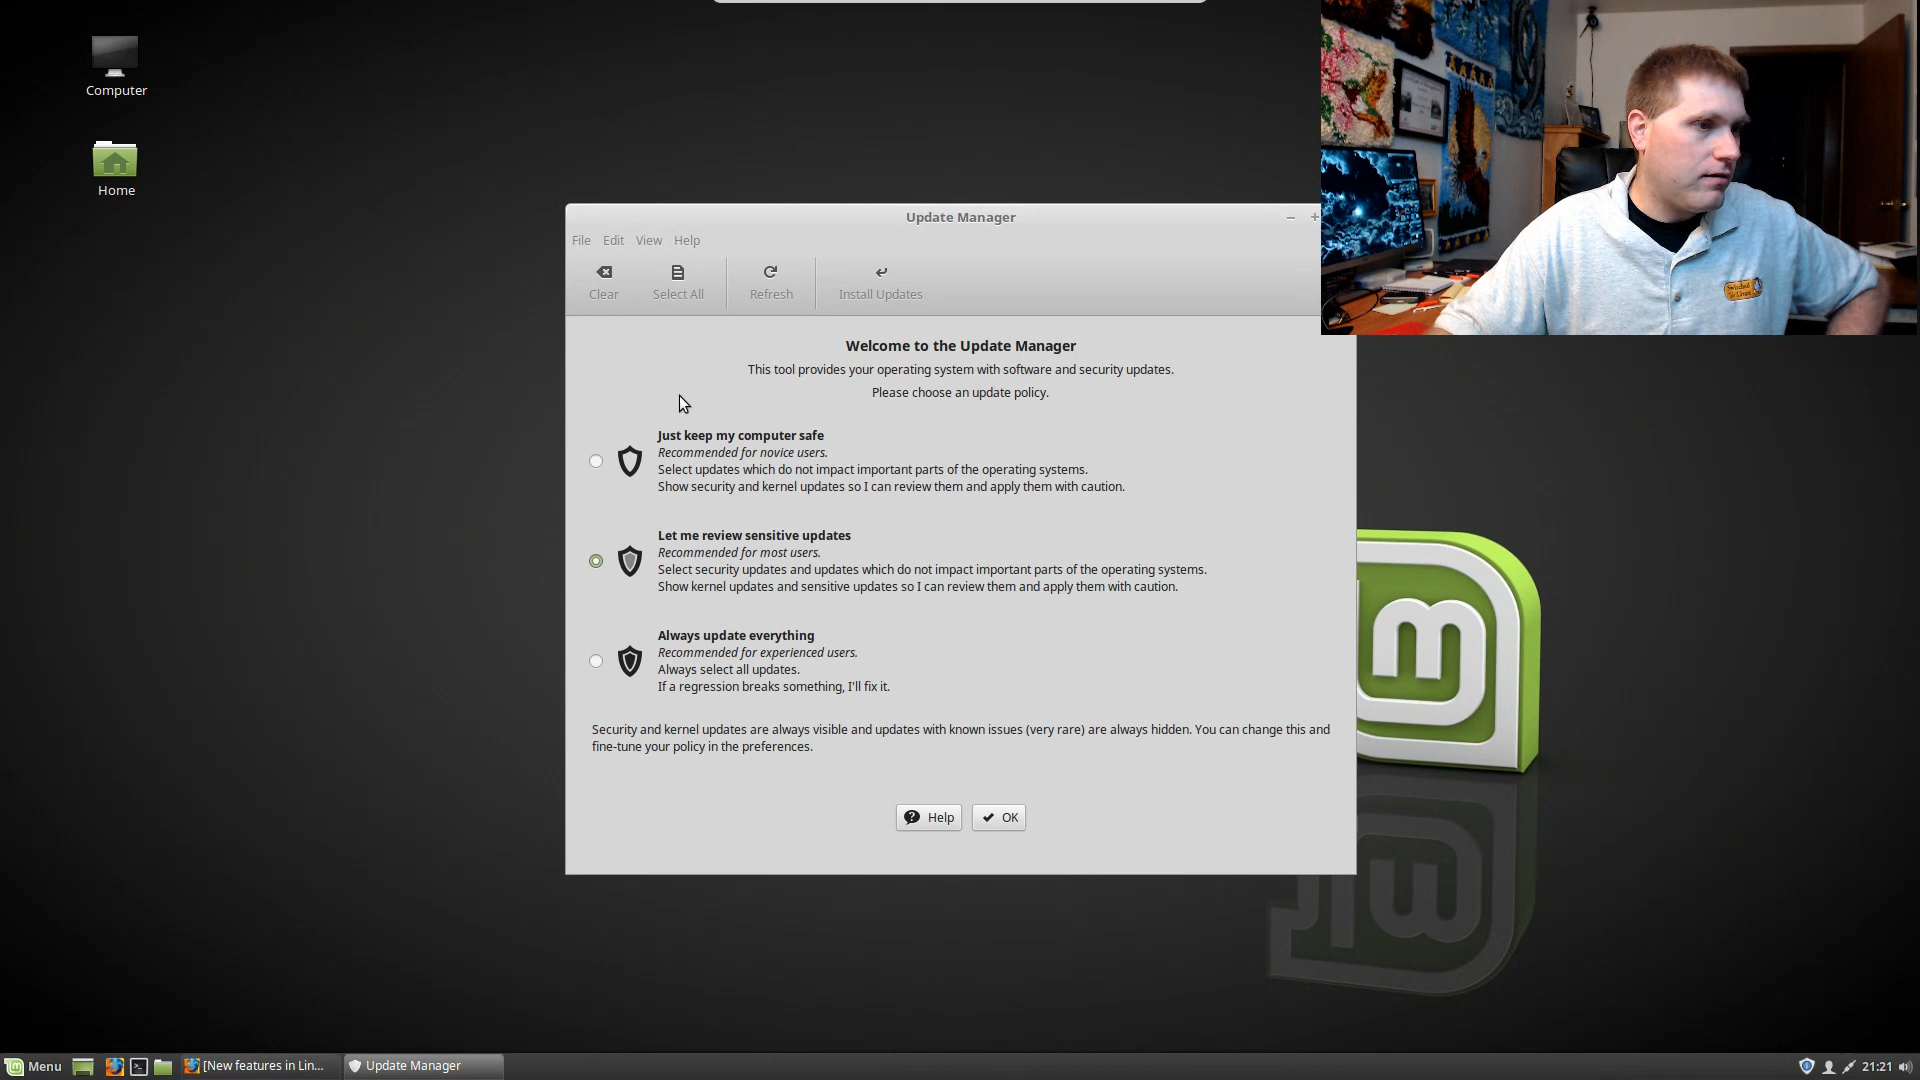 Computer
Home
Update Manager
File Edit View Help
Clear Select All Refresh Install Updates
Welcome to the Update Manager
This tool provides your operating system with software and security updates.
Please choose an update policy.
Just keep my computer safe
Recommended for novice users.
Select updates which do not impact important parts of the operating systems.
Show security and kernel updates so I can review them and apply them with caution.
Let me review sensitive updates
Recommended for most users.
Select security updates and updates which do not impact important parts of the operating systems.
Show kernel updates and sensitive updates so I can review them and apply them with caution.
Always update everything
Recommended for experienced users.
Always select all updates.
If a regression breaks something, I'll fix it.
Security and kernel updates are always visible and updates with known issues (very rare) are always hidden. You can change this and
fine-tune your policy in the preferences.
Help OK
Switched
To Linux
Menu [New features in Lin... Update Manager 21:21